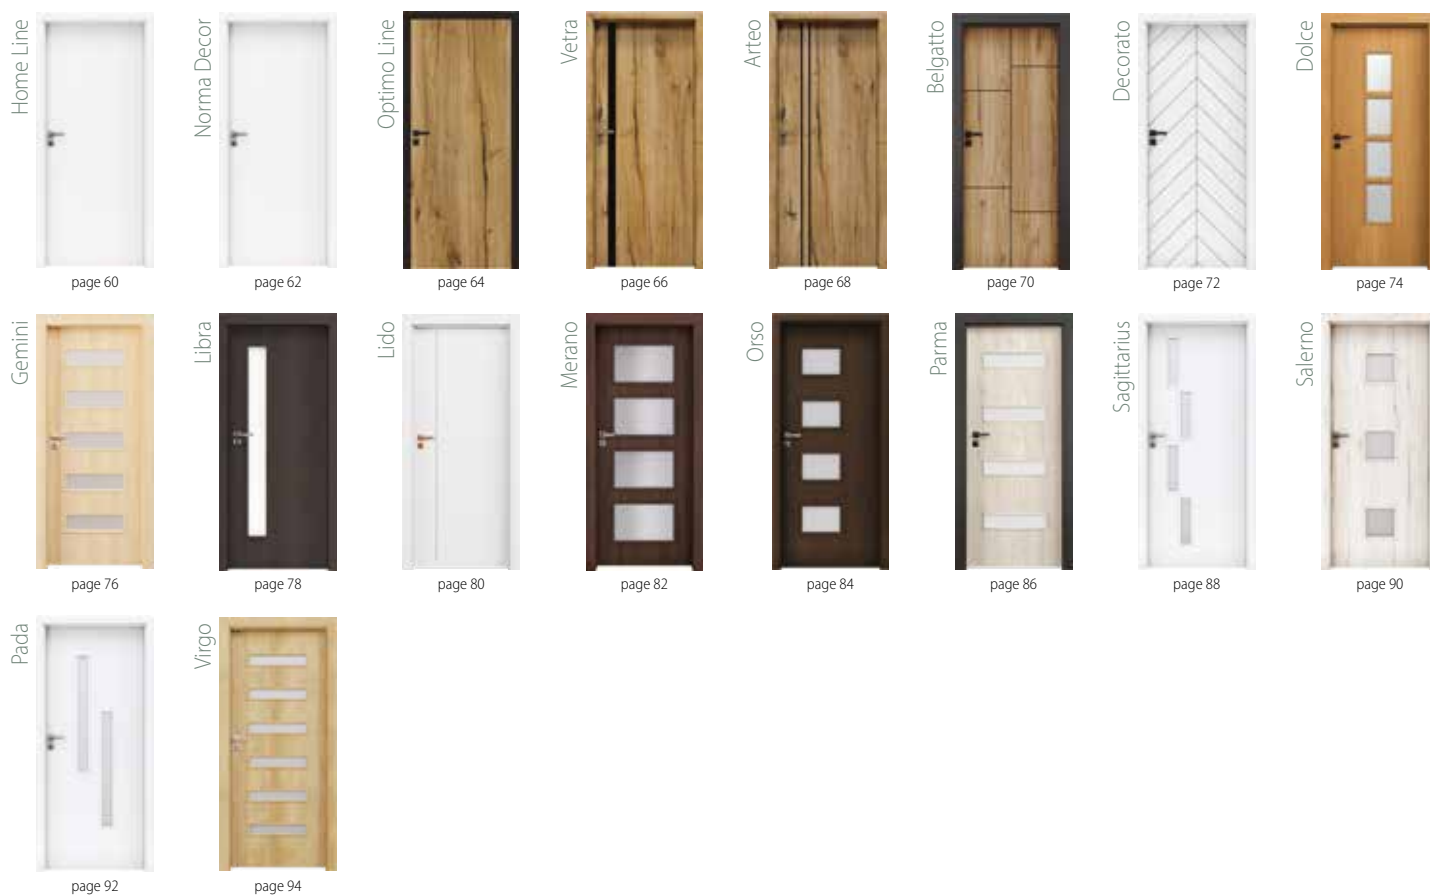 Home Line
Norma Decor
Optimo Line
Vetra
Arteo
Belgatto
Decorato
Dolce
page 60
page 62
page 64
page 66
page 68
page 70
page 72
page 74
Gemini
Libra
Lido
Merano
Orso
Parma
Sagittarius
Salerno
page 76
page 78
page 80
page 82
page 84
page 86
page 88
page 90
Pada
Virgo
page 92
page 94